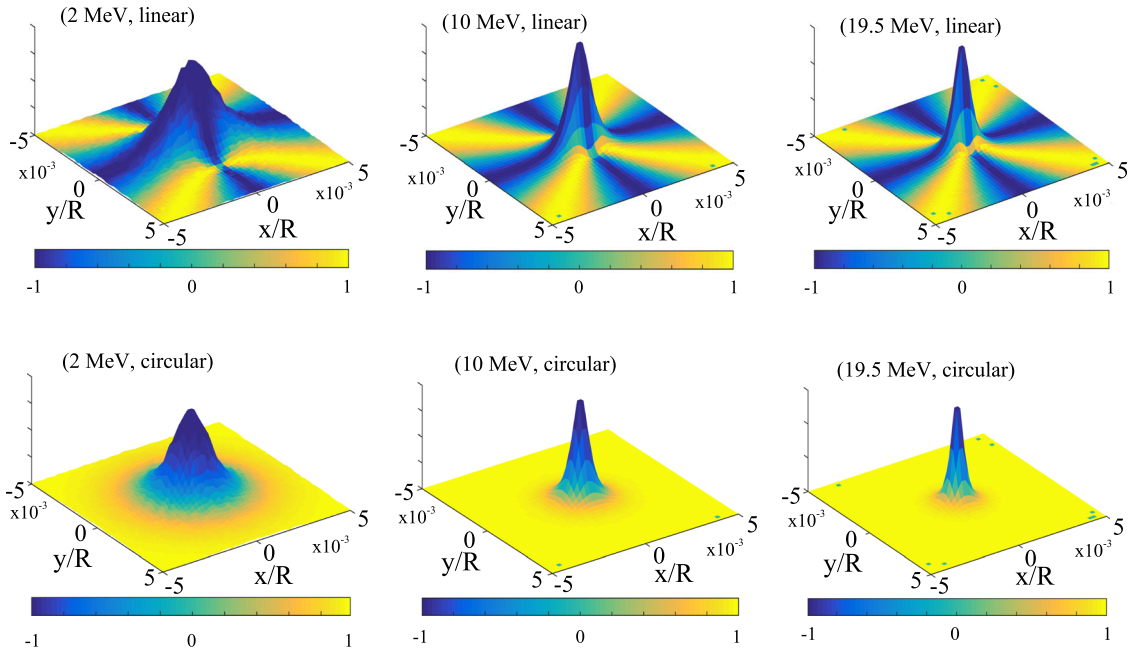 (2 MeV, linear)
(10 MeV, linear)
(19.5 MeV, linear)
-5
x10⁻³
0
y/R
5
-5
0
x/R
x10⁻³
5
-1
0
1
-5
x10⁻³
0
y/R
5
-5
0
x/R
x10⁻³
5
-1
0
1
-5
x10⁻³
0
y/R
5
-5
0
x/R
x10⁻³
5
-1
0
1
(2 MeV, circular)
(10 MeV, circular)
(19.5 MeV, circular)
-5
x10⁻³
0
y/R
5
-5
0
x/R
x10⁻³
5
-1
0
1
-5
x10⁻³
0
y/R
5
-5
0
x/R
x10⁻³
5
-1
0
1
-5
x10⁻³
0
y/R
5
-5
0
x/R
x10⁻³
5
-1
0
1